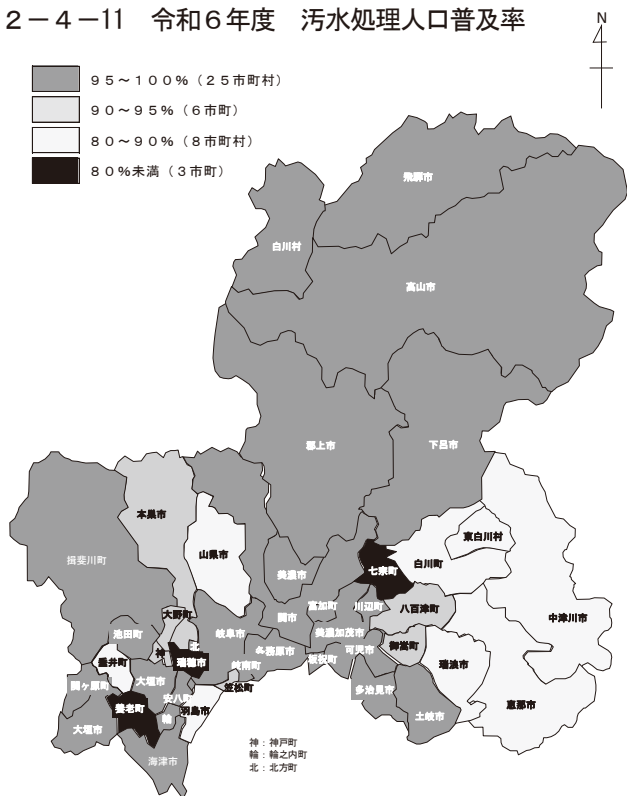 ２－４－11　令和６年度　汚水処理人口普及率
N
９５～１００％（２５市町村）
９０～９５％（６市町）
８０～９０％（８市町村）
８０％未満（３市町）
飛騨市
白川村
高山市
郡上市
下呂市
本巣市
東白川村
山県市
白川町
揖斐川町
七宗町
美濃市
大野町
富加町
川辺町
八百津町
中津川市
関市
池田町
岐阜市
美濃加茂市
北
御嵩町
各務原市
可児市
神
瑞穂市
垂井町
岐南町
坂祝町
瑞浪市
大垣市
関ヶ原町
笠松町
多治見市
安八町
恵那市
養老町
羽島市
輪
土岐市
大垣市
神：神戸町
輪：輪之内町
海津市
北：北方町